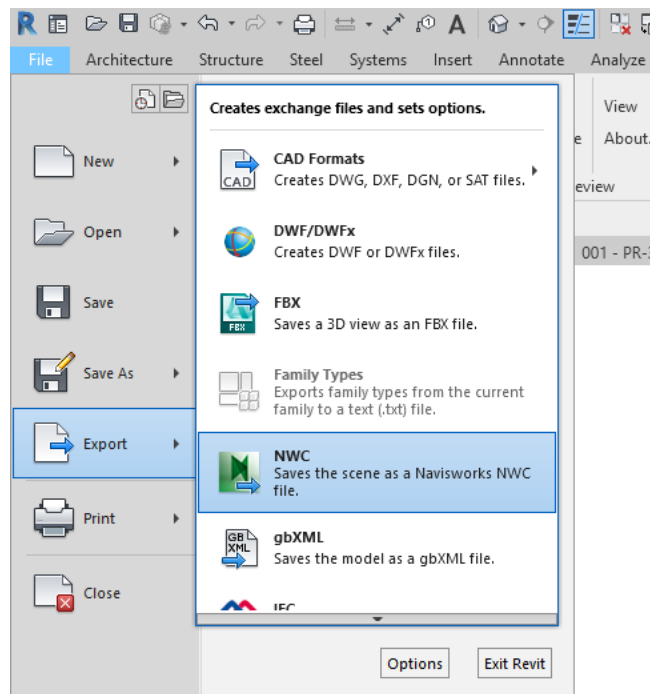 R
A
File Architecture Structure Steel Systems Insert Annotate Analyze
Creates exchange files and sets options.
New
Open
Save
Save As
Export
Print
Close
CAD
CAD Formats
Creates DWG, DXF, DGN, or SAT files.
DWF/DWFx
Creates DWF or DWFx files.
FBX
FBX
Saves a 3D view as an FBX file.
Family Types
Exports family types from the current
family to a text (.txt) file.
NWC
Saves the scene as a Navisworks NWC
file.
GB
XML
gbXML
Saves the model as a gbXML file.
IFC
Options
Exit Revit
View
e About.
eview
001 - PR-